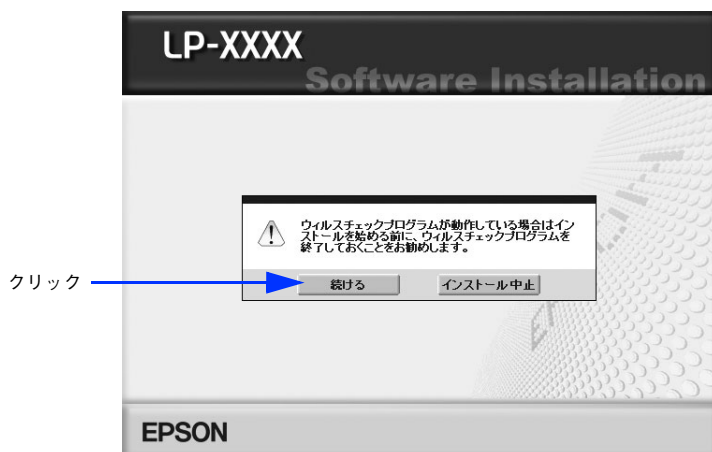 LP-XXXX
Software Installation
ウィルスチェックプログラムが動作している場合はイン
ストールを始める前に、ウィルスチェックプログラムを
終了しておくことをお勧めします。
クリック
続ける
インストール中止
EPSON